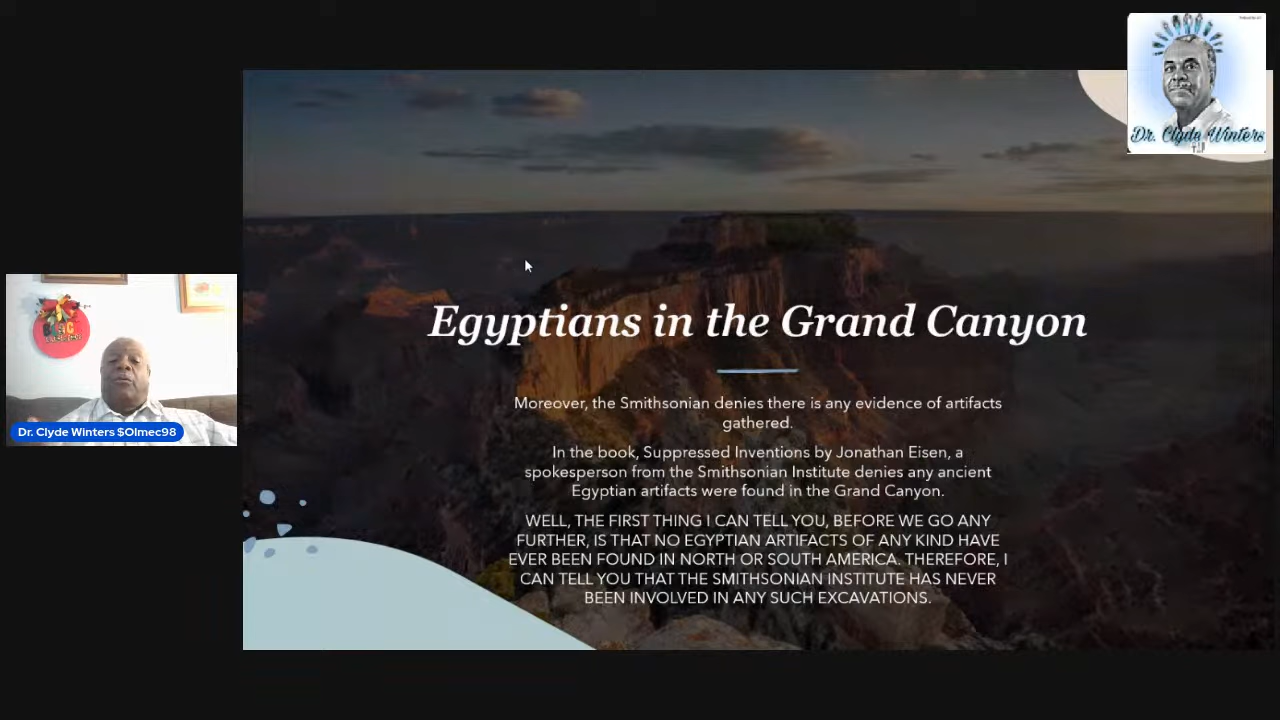 Dr. Clyde Winters
Egyptians in the Grand Canyon
Moreover, the Smithsonian denies there is any evidence of artifacts
gathered.
In the book, Suppressed Inventions by Jonathan Eisen, a
spokesperson from the Smithsonian Institute denies any ancient
Egyptian artifacts were found in the Grand Canyon.
WELL, THE FIRST THING I CAN TELL YOU, BEFORE WE GO ANY
FURTHER, IS THAT NO EGYPTIAN ARTIFACTS OF ANY KIND HAVE
EVER BEEN FOUND IN NORTH OR SOUTH AMERICA. THEREFORE, I
CAN TELL YOU THAT THE SMITHSONIAN INSTITUTE HAS NEVER
BEEN INVOLVED IN ANY SUCH EXCAVATIONS.
Dr. Clyde Winters $Olmec98